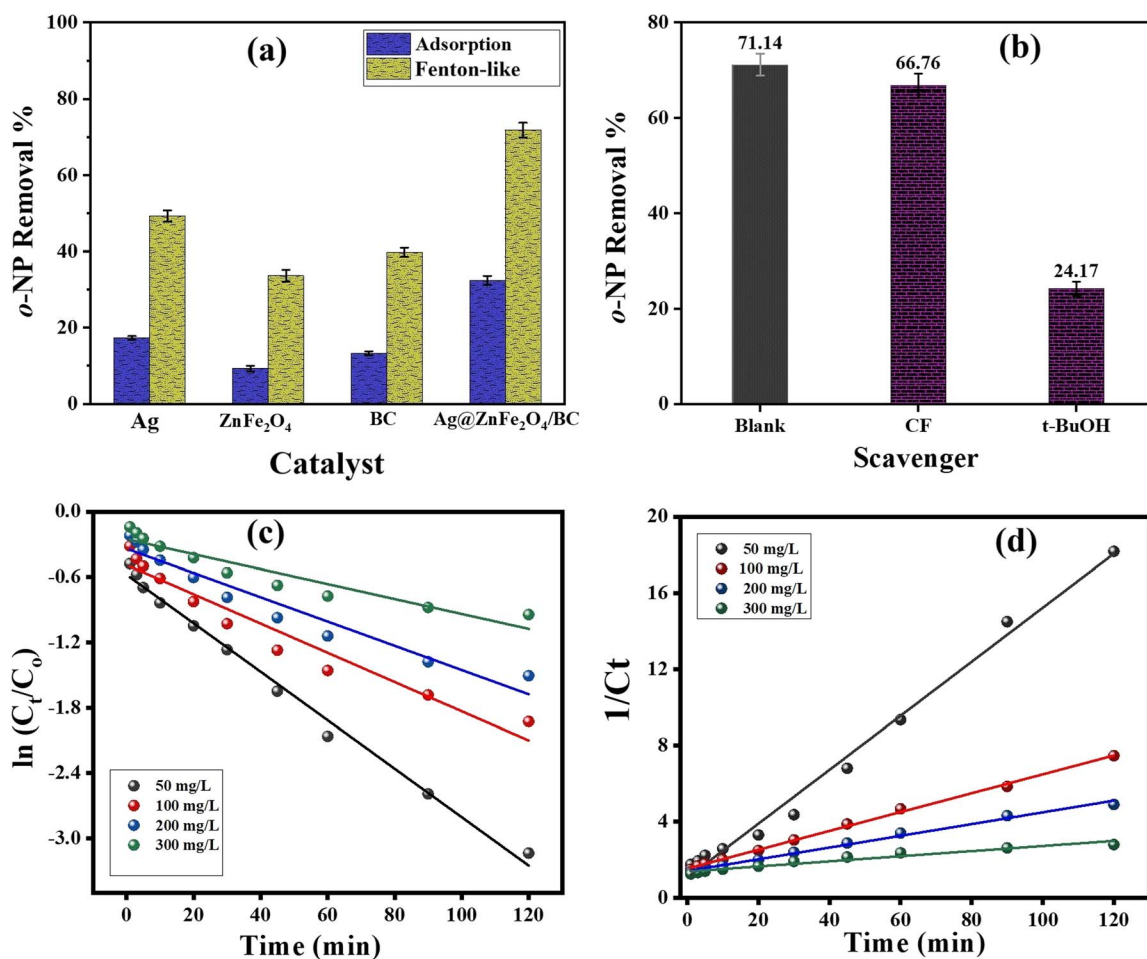 (a)
Adsorption
Fenton-like
o-NP Removal %
100
80
60
40
20
0
Ag
ZnFe₂O₄
BC
Ag@ZnFe₂O₄/BC
Catalyst
(b)
o-NP Removal %
80
60
40
20
0
71.14
66.76
24.17
Blank
CF
t-BuOH
Scavenger
(c)
ln (Cₜ/Cₒ)
0.0
-0.6
-1.2
-1.8
-2.4
-3.0
50 mg/L
100 mg/L
200 mg/L
300 mg/L
0
20
40
60
80
100
120
Time (min)
(d)
1/Ct
20
16
12
8
4
0
50 mg/L
100 mg/L
200 mg/L
300 mg/L
0
20
40
60
80
100
120
Time (min)